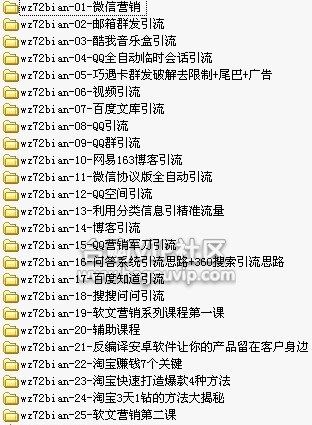 wz72bian-01-微信营销
wz72bian-02-邮箱群发引流
wz72bian-03-酷我音乐盒引流
wz72bian-04-QQ全自动临时会话引流
wz72bian-05-巧遇卡群发破解去限制+尾巴+广告
wz72bian-06-视频引流
wz72bian-07-百度文库引流
wz72bian-08-QQ引流
wz72bian-09-QQ群引流
wz72bian-10-网易163博客引流
wz72bian-11-微信协议版全自动引流
wz72bian-12-QQ空间引流
wz72bian-13-利用分类信息引精准流量
wz72bian-14-博客引流
wz72bian-15-QQ营销军刀引流
wz72bian-16-问答系统引流思路+360搜索引流思路
wz72bian-17-百度知道引流
wz72bian-18-搜搜问问引流
wz72bian-19-软文营销系列课程第一课
wz72bian-20-辅助课程
wz72bian-21-反编译安卓软件让你的产品留在客户身边
wz72bian-22-淘宝赚钱7个关键
wz72bian-23-淘宝快速打造爆款4种方法
wz72bian-24-淘宝3天1钻的方法大揭秘
wz72bian-25-软文营销第二课